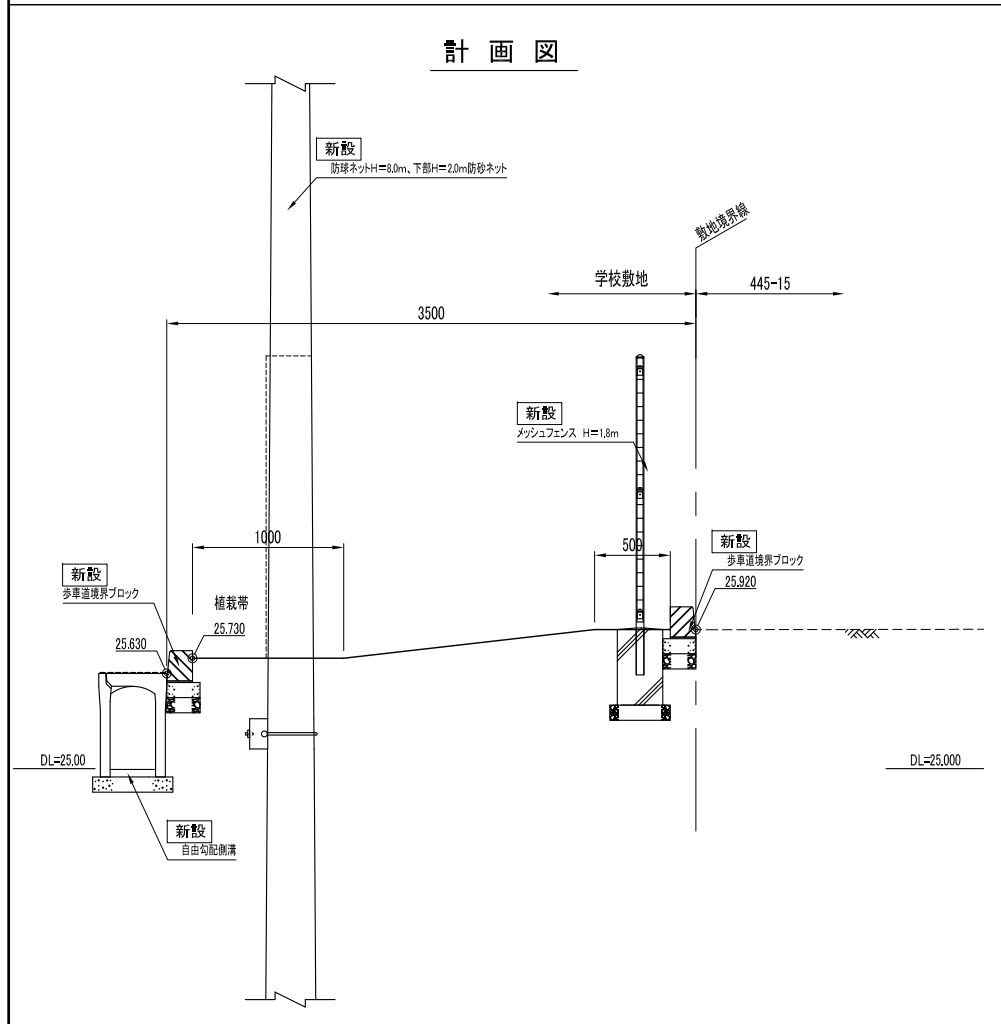 計画図
新設
防球ネットH=8.0m、下部H=2.0m防砂ネット
敷地境界線
学校敷地
445-15
3500
新設
メッシュフェンス H=1.8m
1000
500
新設
歩車道境界ブロック
25.920
新設
歩車道境界ブロック
植栽帯
25.730
25.630
DL=25.00
DL=25.000
新設
自由勾配側溝